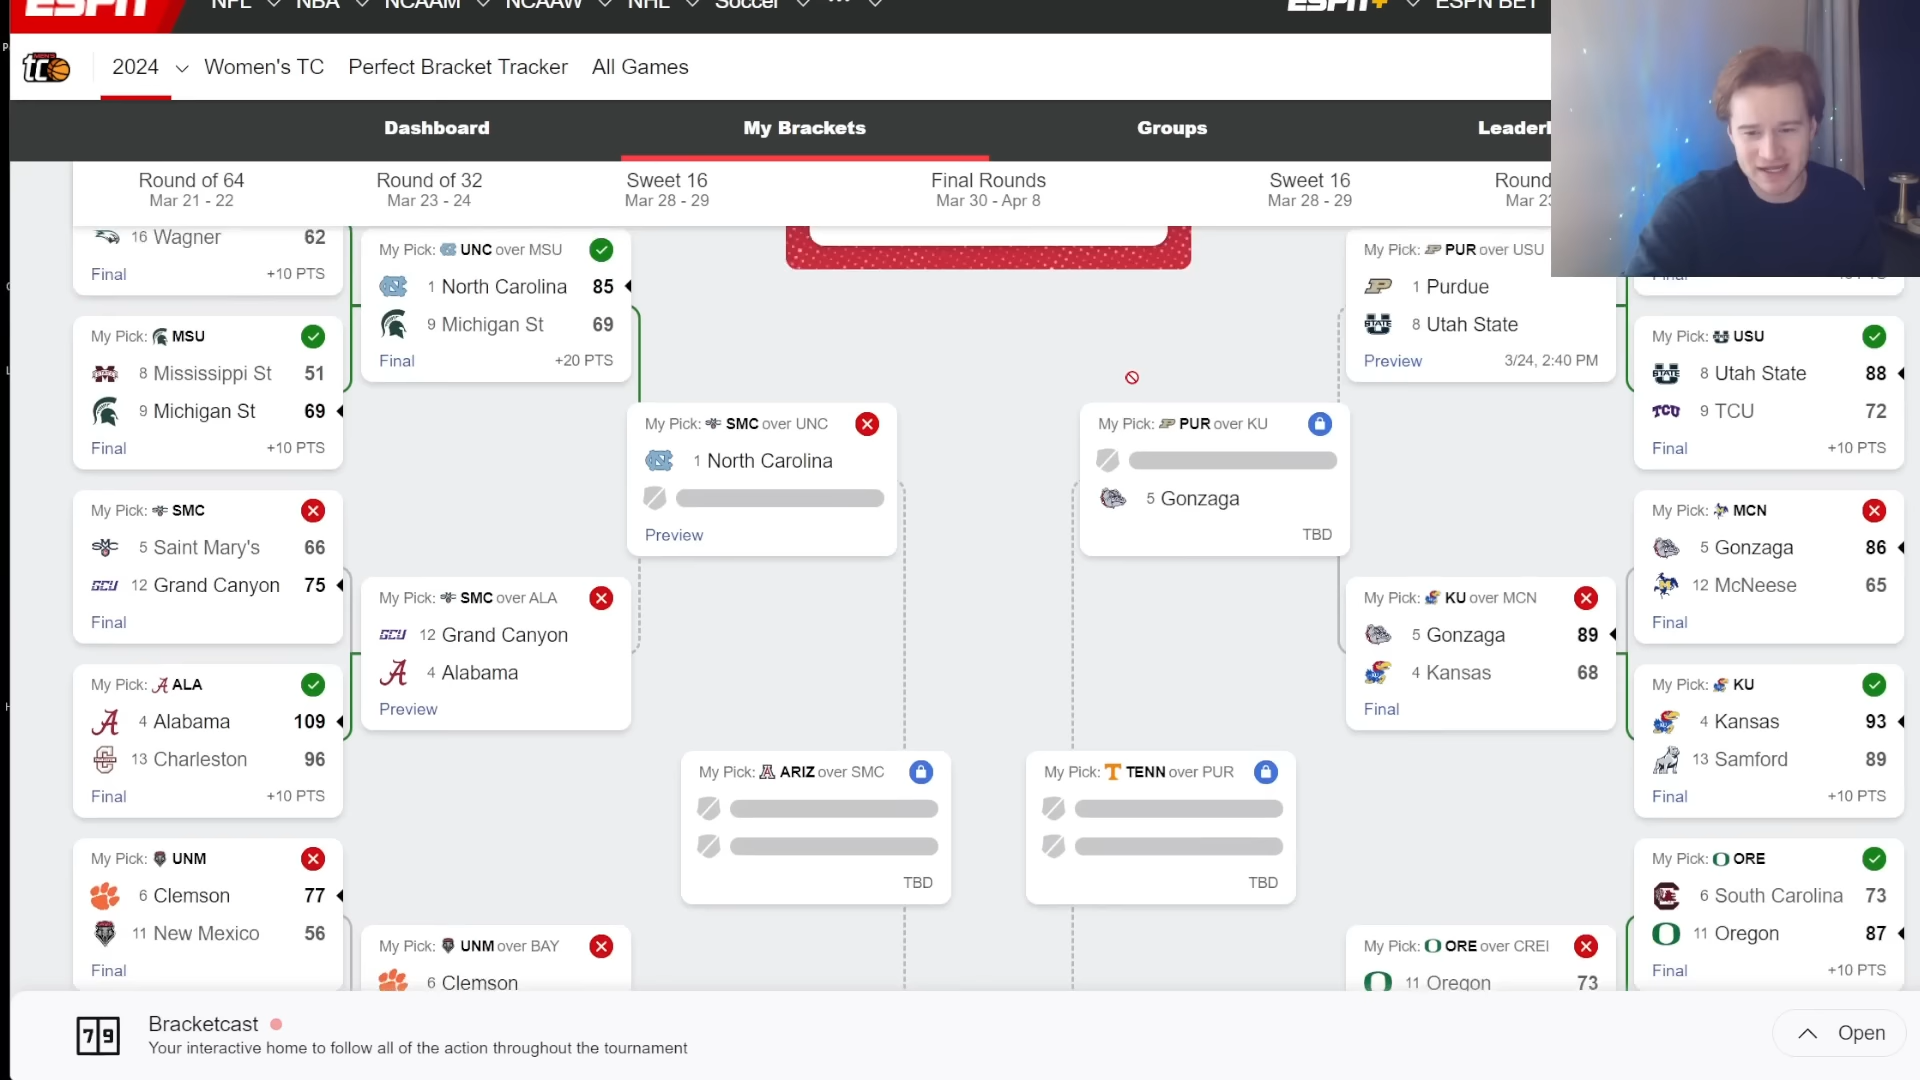 ESPN NFL NBA NCAAM NCAAW NHL Soccer ··· ESPN+ ESPN BET
tc 2024 Women's TC Perfect Bracket Tracker All Games
Dashboard My Brackets Groups Leaderb
Round of 64 Round of 32 Sweet 16 Final Rounds Sweet 16 Round
Mar 21 - 22 Mar 23 - 24 Mar 28 - 29 Mar 30 - Apr 8 Mar 28 - 29 Mar 23
16 Wagner 62
Final +10 PTS
My Pick: MSU
8 Mississippi St 51
9 Michigan St 69
Final +10 PTS
My Pick: SMC
5 Saint Mary's 66
12 Grand Canyon 75
Final
My Pick: ALA
4 Alabama 109
13 Charleston 96
Final +10 PTS
My Pick: UNM
6 Clemson 77
11 New Mexico 56
Final
My Pick: UNC over MSU
1 North Carolina 85
9 Michigan St 69
Final +20 PTS
My Pick: SMC over ALA
12 Grand Canyon
4 Alabama
Preview
My Pick: UNM over BAY
6 Clemson
My Pick: SMC over UNC
1 North Carolina
Preview
My Pick: ARIZ over SMC
TBD
My Pick: PUR over KU
5 Gonzaga
TBD
My Pick: TENN over PUR
TBD
My Pick: PUR over USU
1 Purdue
8 Utah State
Preview 3/24, 2:40 PM
My Pick: KU over MCN
5 Gonzaga 89
4 Kansas 68
Final
My Pick: ORE over CREI
11 Oregon 73
My Pick: USU
8 Utah State 88
9 TCU 72
Final +10 PTS
My Pick: MCN
5 Gonzaga 86
12 McNeese 65
Final
My Pick: KU
4 Kansas 93
13 Samford 89
Final +10 PTS
My Pick: ORE
6 South Carolina 73
11 Oregon 87
Final +10 PTS
79 Bracketcast
Your interactive home to follow all of the action throughout the tournament
Open